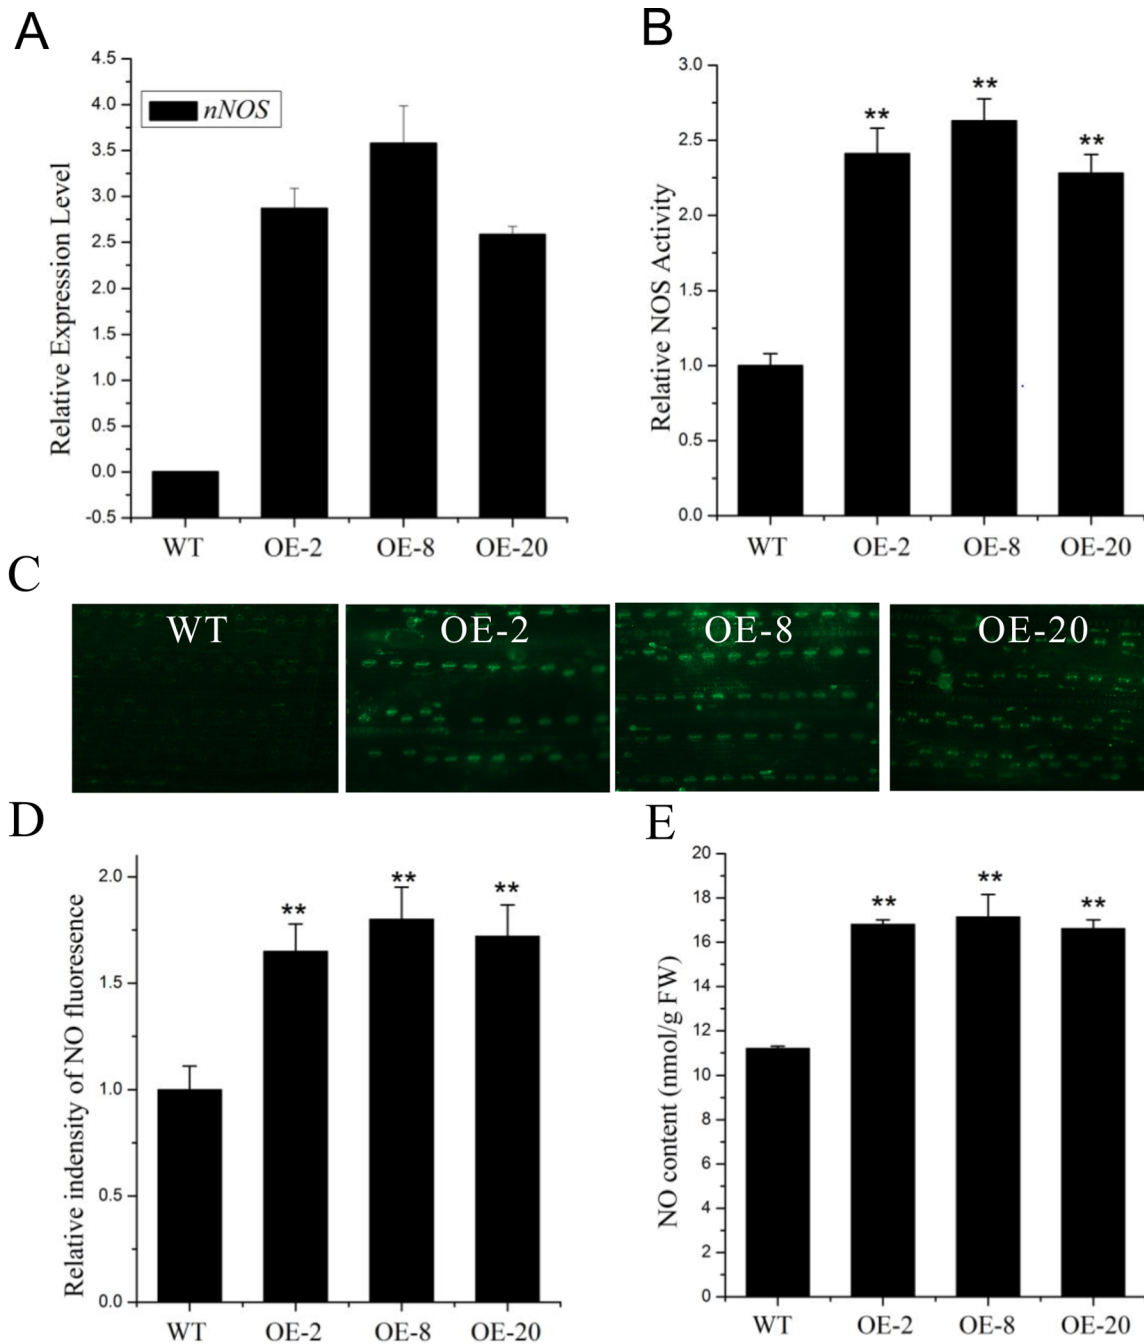 A
Relative Expression Level
4.5
4.0
3.5
3.0
2.5
2.0
1.5
1.0
0.5
0.0
-0.5
nNOS
WT OE-2 OE-8 OE-20
B
Relative NOS Activity
3.0
2.5
2.0
1.5
1.0
0.5
0.0
** ** **
WT OE-2 OE-8 OE-20
C
WT OE-2 OE-8 OE-20
D
Relative indensity of NO fluoresence
2.0
1.5
1.0
0.5
0.0
** ** **
WT OE-2 OE-8 OE-20
E
NO content (nmol/g FW)
20
18
16
14
12
10
8
6
4
2
0
** ** **
WT OE-2 OE-8 OE-20